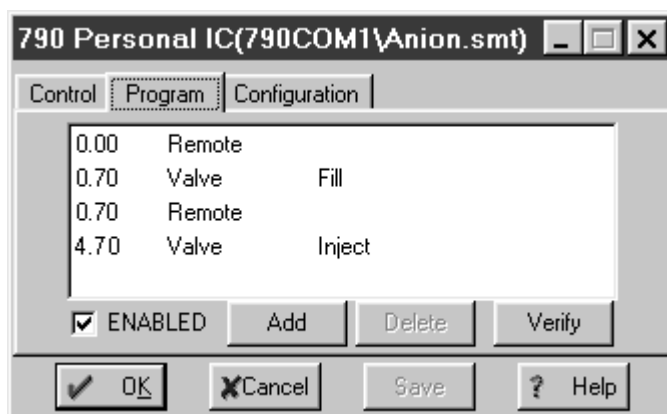 790 Personal IC(790COM1\Anion.smt)
Control Program Configuration
0.00 Remote
0.70 Valve Fill
0.70 Remote
4.70 Valve Inject
ENABLED Add Delete Verify
OK Cancel Save ? Help